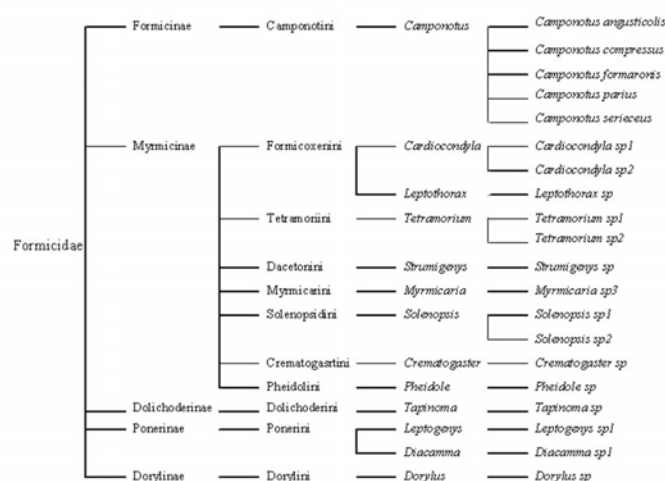 Formicinae Camponotini Camponotus Camponotus angusticolis
Camponotus compressus
Camponotus formaronis
Camponotus parius
Camponotus serieceus
Myrmicinae Formicoxenini Cardiocondyla Cardiocondyla sp1
Cardiocondyla sp2
Leptothorax Leptothorax sp
Tetramoriini Tetramorium Tetramorium sp1
Tetramorium sp2
Formicidae
Dacetonini Strumigenys Strumigenys sp
Myrmicarini Myrmicaria Myrmicaria sp3
Solenopsidini Solenopsis Solenopsis sp1
Solenopsis sp2
Crematogasrtini Crematogaster Crematogaster sp
Pheidolini Pheidole Pheidole sp
Dolichoderinae Dolichoderini Tapinoma Tapinoma sp
Ponerinae Ponerini Leptogenys Leptogenys sp1
Diacamma Diacamma sp1
Dorylinae Dorylini Dorylus Dorylus sp